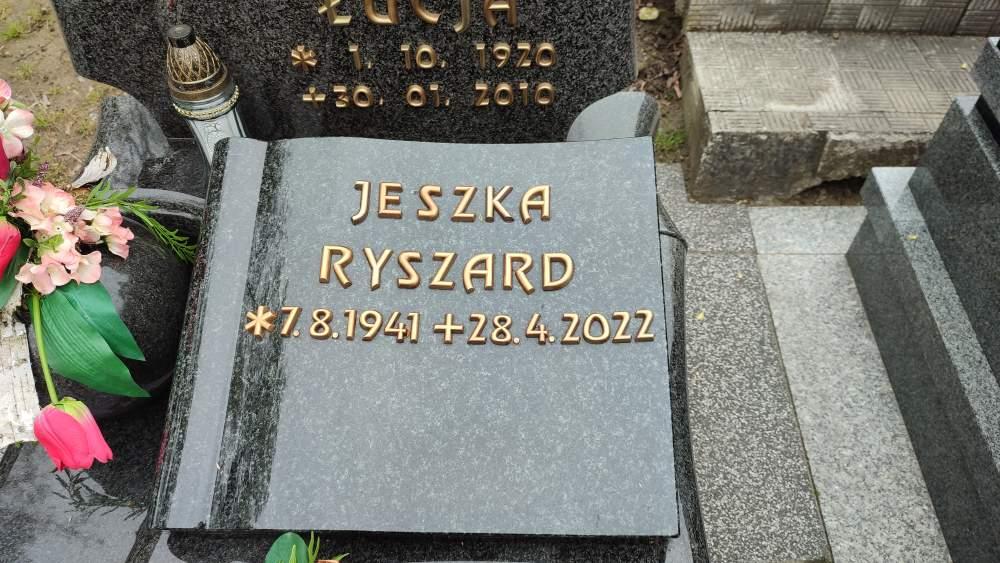 ŁUCJA
* 1. 10. 1920
+ 30. 01. 2010
JESZKA
RYSZARD
* 7. 8. 1941 + 28. 4. 2022